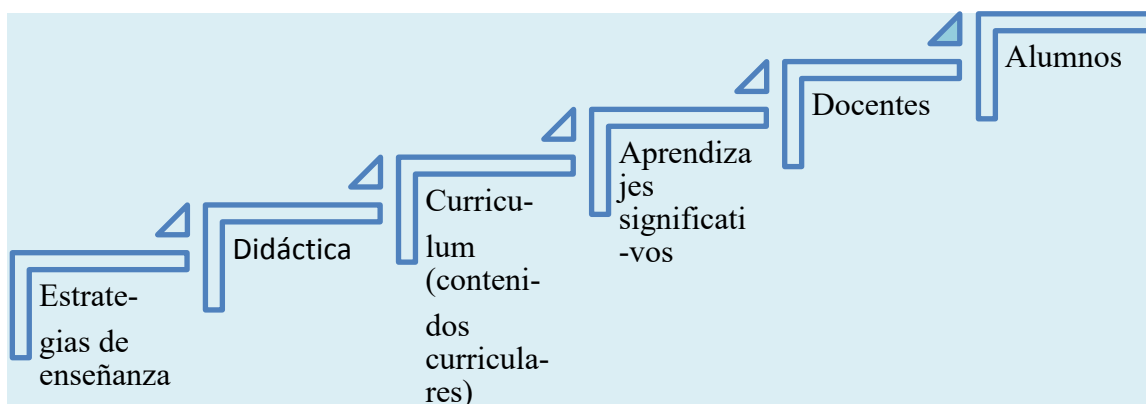 Estrate-
gias de
enseñanza
Didáctica
Curricu-
lum
(conteni-
dos
curricula-
res)
Aprendiza
jes
significati
-vos
Docentes
Alumnos